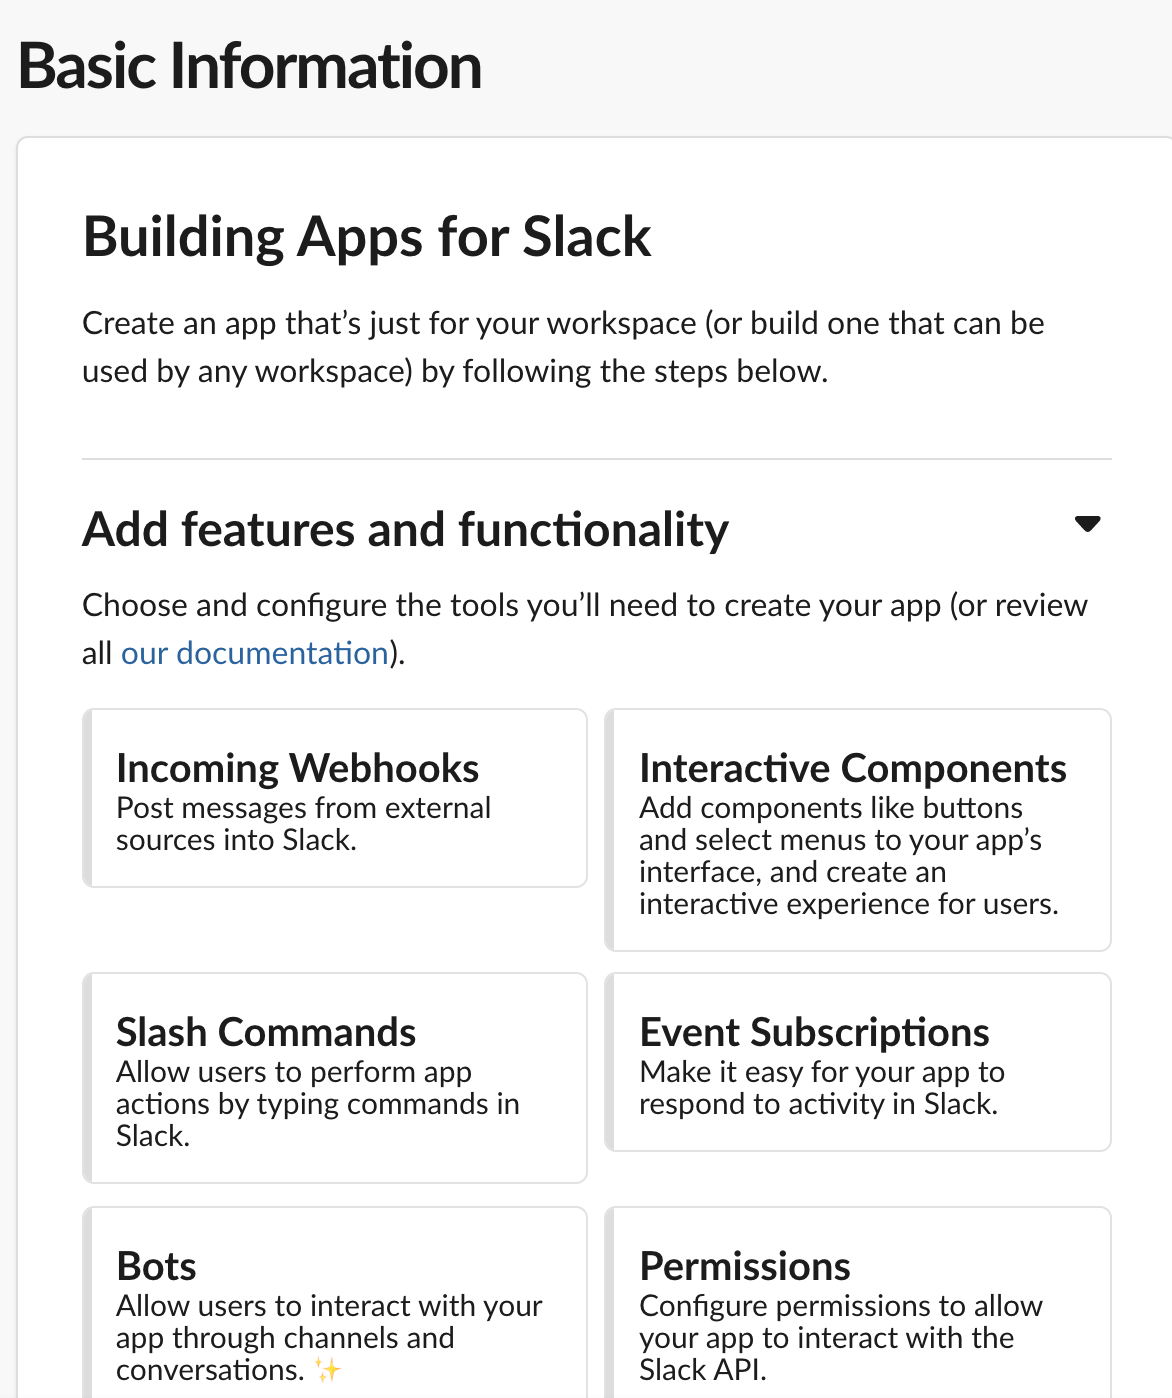 Basic Information
Building Apps for Slack
Create an app that’s just for your workspace (or build one that can be
used by any workspace) by following the steps below.
Add features and functionality
Choose and configure the tools you’ll need to create your app (or review
all our documentation).
Incoming Webhooks
Post messages from external
sources into Slack.
Interactive Components
Add components like buttons
and select menus to your app’s
interface, and create an
interactive experience for users.
Slash Commands
Allow users to perform app
actions by typing commands in
Slack.
Event Subscriptions
Make it easy for your app to
respond to activity in Slack.
Bots
Allow users to interact with your
app through channels and
conversations. ✨
Permissions
Configure permissions to allow
your app to interact with the
Slack API.